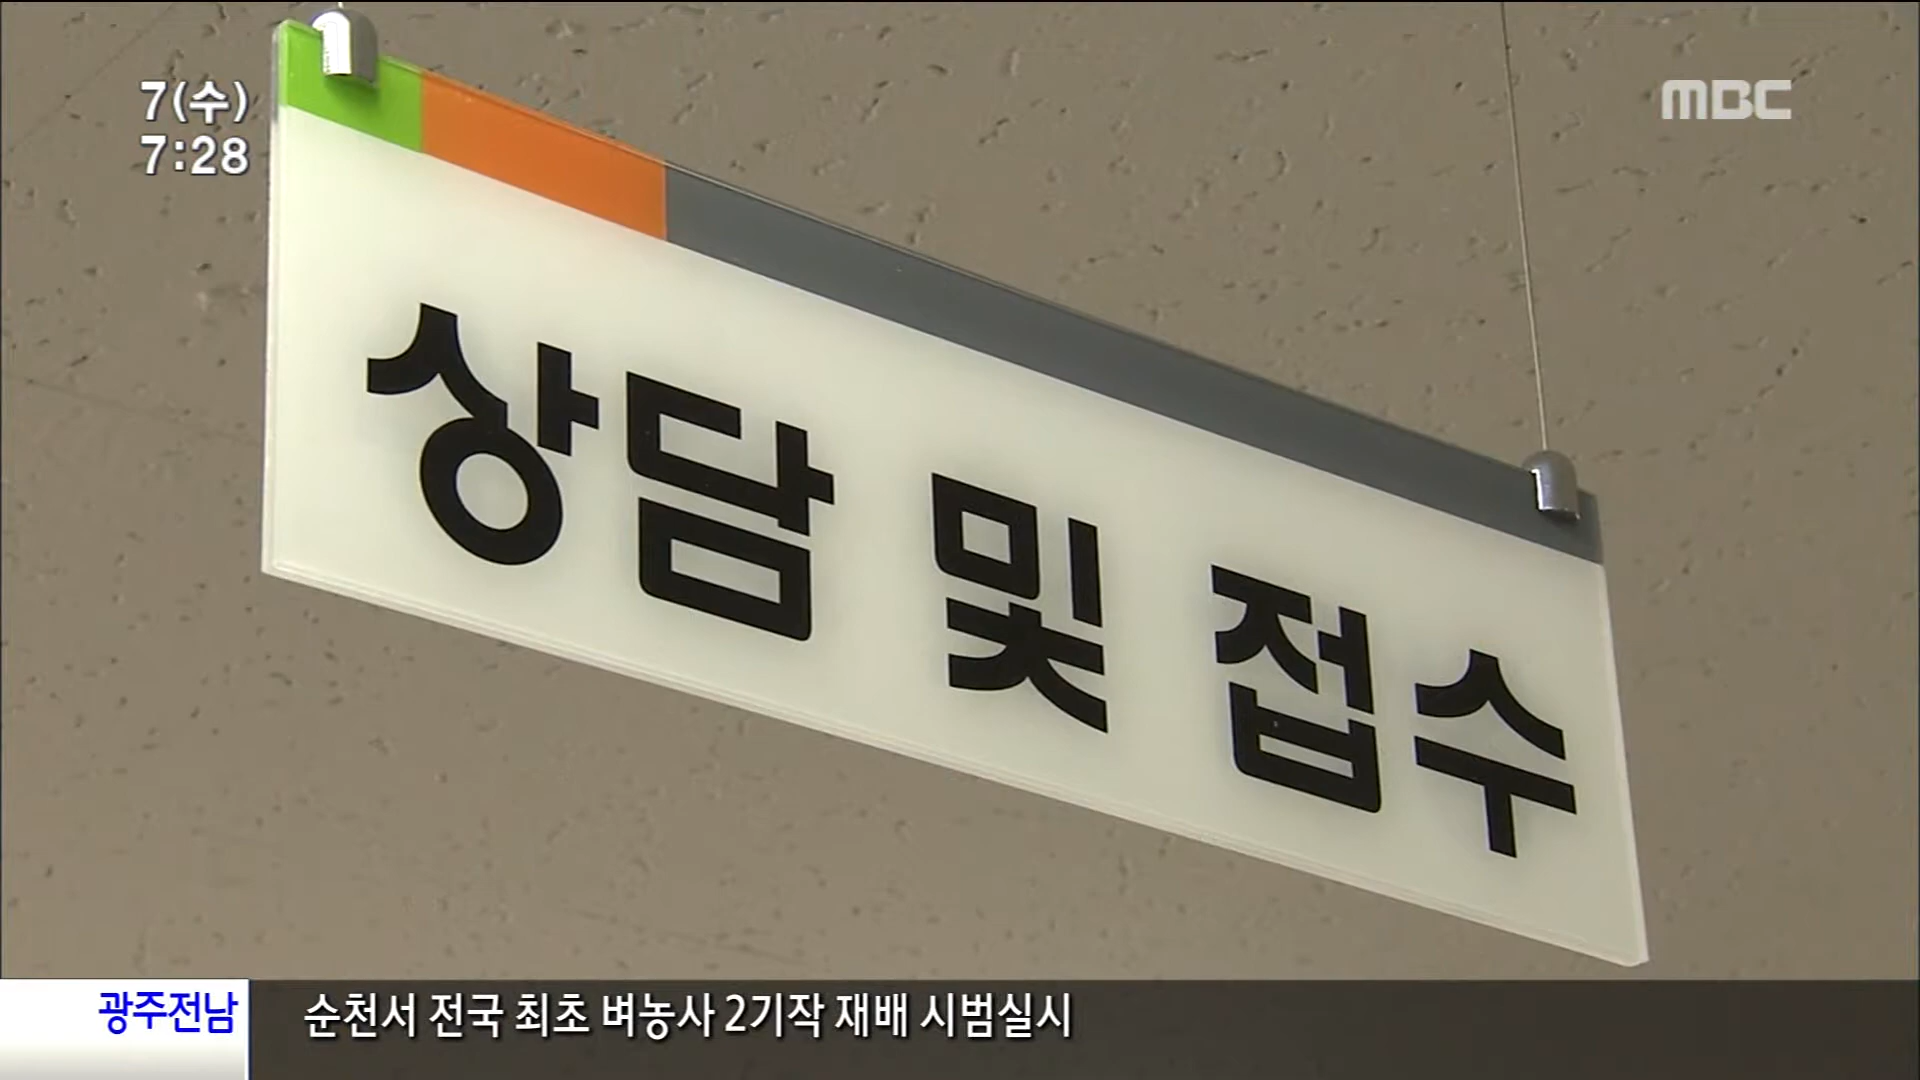 7(수)
7:28
MBC
상담 및 접수
광주전남
순천서 전국 최초 벼농사 2기작 재배 시범실시